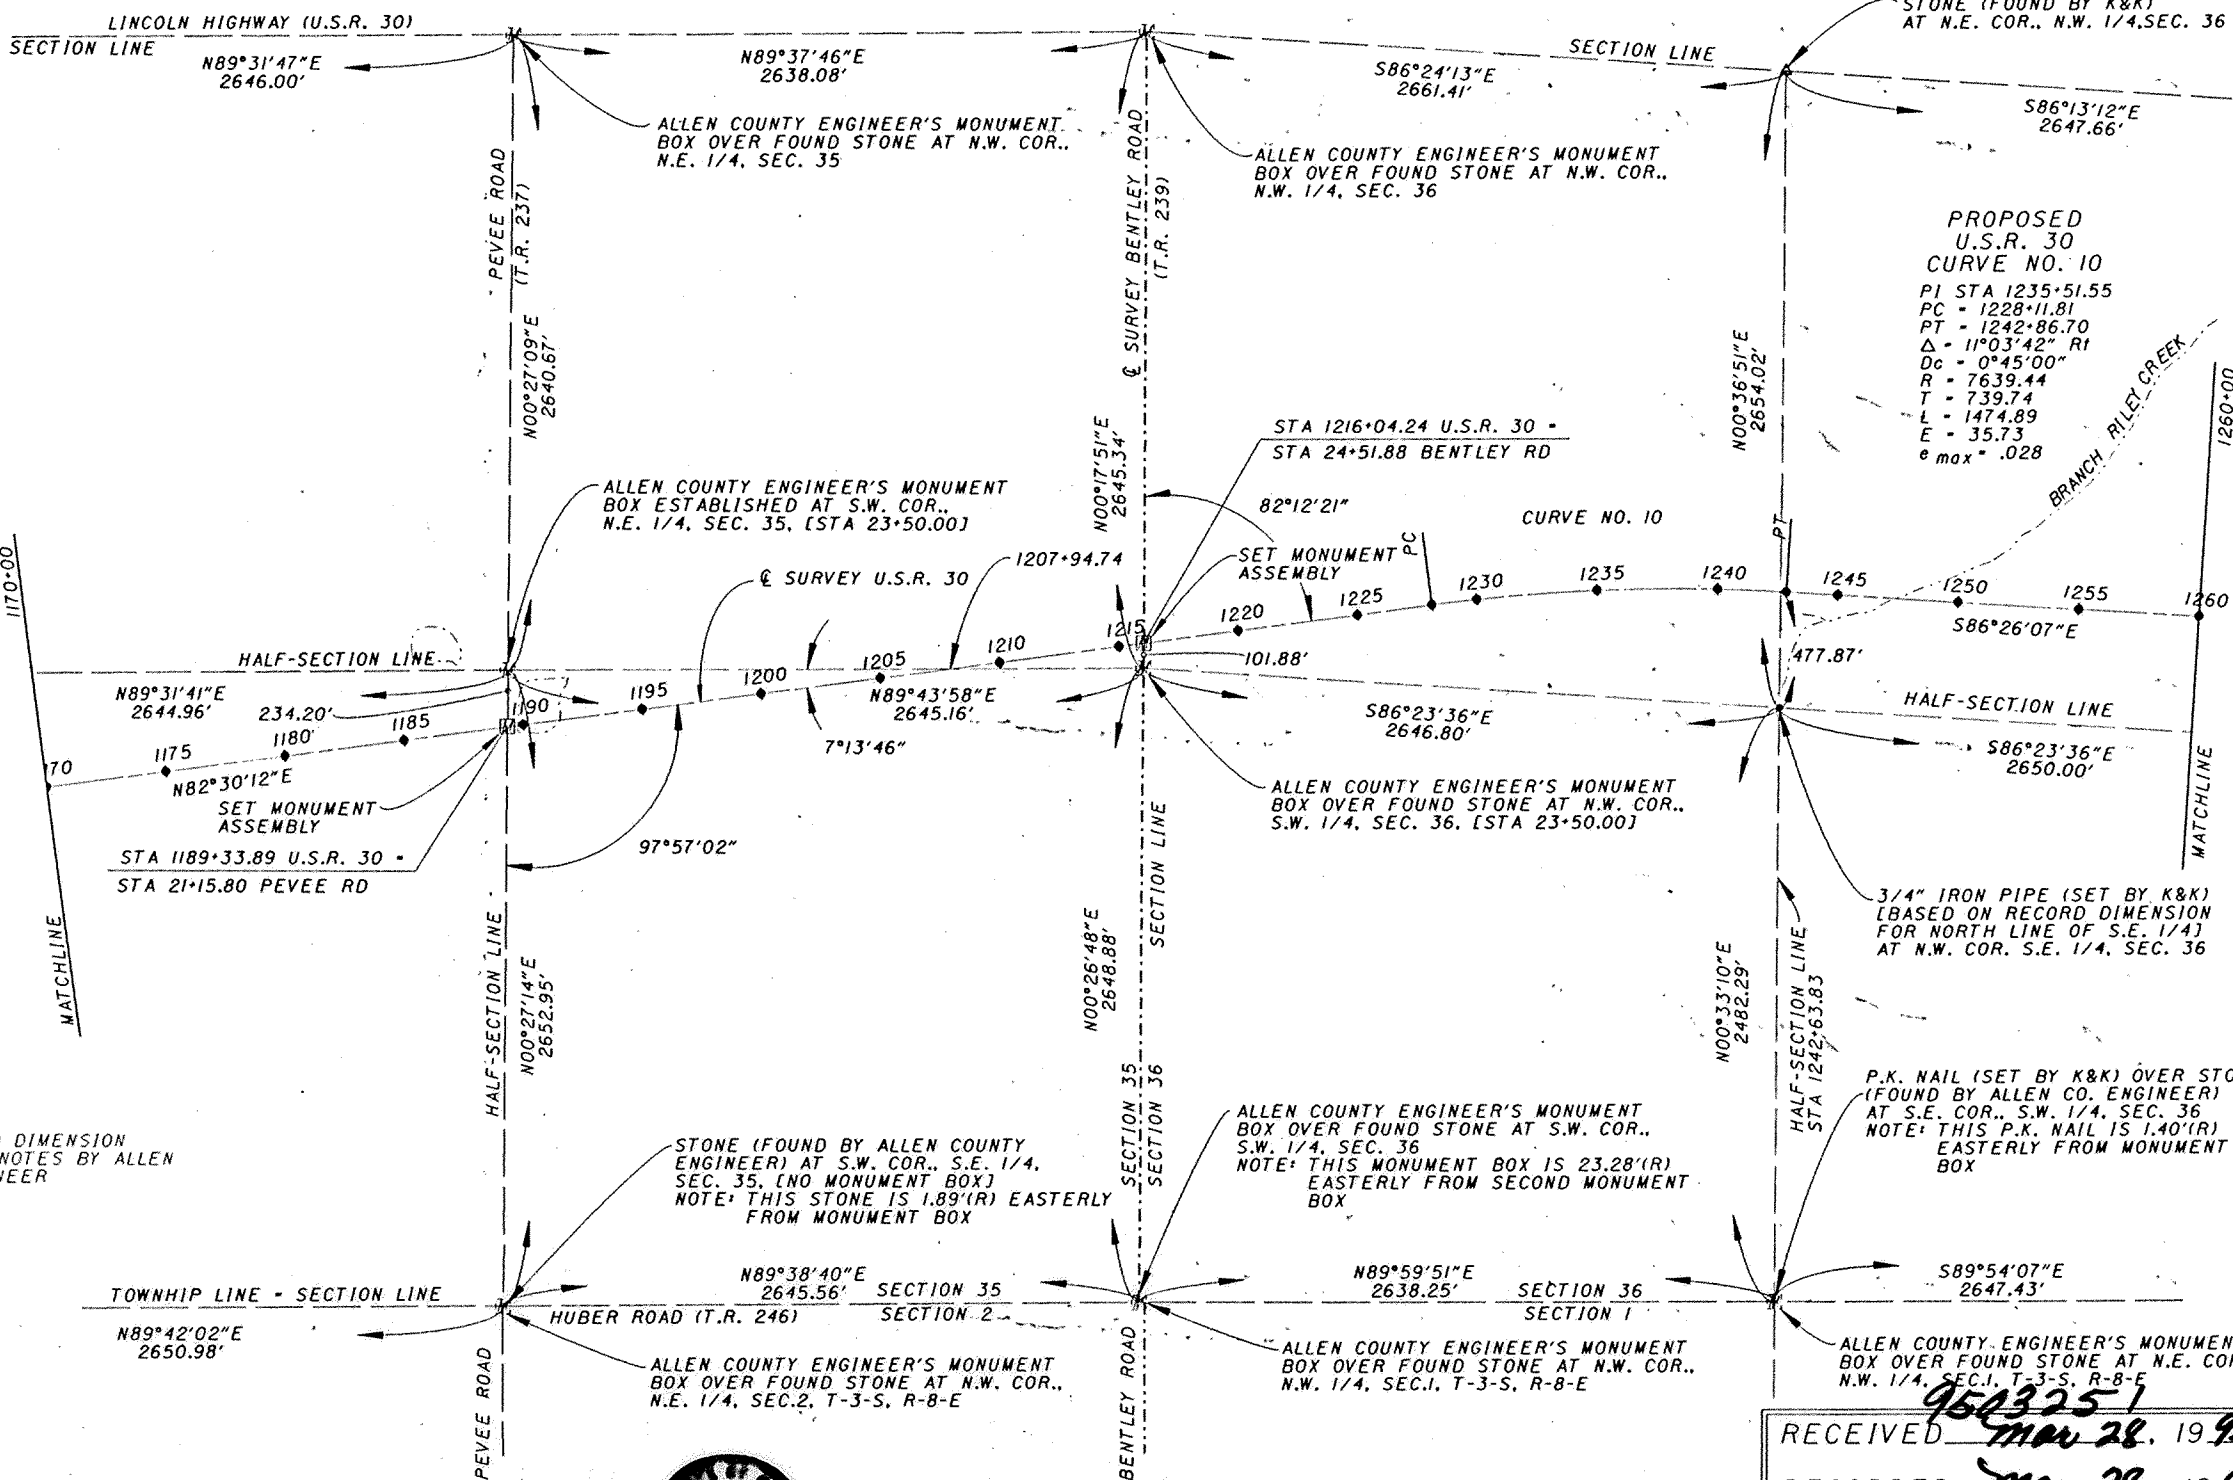 LINCOLN HIGHWAY (U.S.R. 30)
SECTION LINE
N89°31'47"E
2646.00'
N89°37'46"E
2638.08'
SECTION LINE
S86°24'13"E
2661.41'
STONE (FOUND BY K&K)
AT N.E. COR., N.W. 1/4,SEC. 36
S86°13'12"E
2647.66'
ALLEN COUNTY ENGINEER'S MONUMENT
BOX OVER FOUND STONE AT N.W. COR.,
N.E. 1/4, SEC. 35
ALLEN COUNTY ENGINEER'S MONUMENT
BOX OVER FOUND STONE AT N.W. COR.,
N.W. 1/4, SEC. 36
PEVEE ROAD
(T.R. 237)
N00°27'09"E
2640.67'
℄ SURVEY BENTLEY ROAD
(T.R. 239)
N00°17'51"E
2645.34'
N00°36'51"E
2654.02'
PROPOSED
U.S.R. 30
CURVE NO. 10
PI STA 1235+51.55
PC = 1228+11.81
PT = 1242+86.70
Δ = 11°03'42" Rt
Dc = 0°45'00"
R = 7639.44
T = 739.74
L = 1474.89
E = 35.73
e max = .028
BRANCH RILEY CREEK
1260+00
STA 1216+04.24 U.S.R. 30 =
STA 24+51.88 BENTLEY RD
82°12'21"
CURVE NO. 10
ALLEN COUNTY ENGINEER'S MONUMENT
BOX ESTABLISHED AT S.W. COR.,
N.E. 1/4, SEC. 35, [STA 23+50.00]
℄ SURVEY U.S.R. 30
1207+94.74
SET MONUMENT
ASSEMBLY
PC
PT
1170+00
70
1175
1180
1185
1190
1195
1200
1205
1210
1215
1220
1225
1230
1235
1240
1245
1250
1255
1260
S86°26'07"E
HALF-SECTION LINE
N89°31'41"E
2644.96'
234.20'
N89°43'58"E
2645.16'
7°13'46"
101.88'
S86°23'36"E
2646.80'
477.87'
HALF-SECTION LINE
S86°23'36"E
2650.00'
N82°30'12"E
SET MONUMENT
ASSEMBLY
STA 1189+33.89 U.S.R. 30 =
STA 21+15.80 PEVEE RD
97°57'02"
ALLEN COUNTY ENGINEER'S MONUMENT
BOX OVER FOUND STONE AT N.W. COR.,
S.W. 1/4, SEC. 36, [STA 23+50.00]
MATCHLINE
MATCHLINE
3/4" IRON PIPE (SET BY K&K)
[BASED ON RECORD DIMENSION
FOR NORTH LINE OF S.E. 1/4]
AT N.W. COR. S.E. 1/4, SEC. 36
HALF-SECTION LINE
N00°27'14"E
2652.95'
N00°26'48"E
2648.88'
SECTION LINE
SECTION 35
SECTION 36
N00°33'10"E
2482.29'
HALF-SECTION LINE
STA 1242+63.83
DIMENSION
NOTES BY ALLEN
NEER
STONE (FOUND BY ALLEN COUNTY
ENGINEER) AT S.W. COR., S.E. 1/4,
SEC. 35, [NO MONUMENT BOX]
NOTE: THIS STONE IS 1.89'(R) EASTERLY
FROM MONUMENT BOX
ALLEN COUNTY ENGINEER'S MONUMENT
BOX OVER FOUND STONE AT S.W. COR.,
S.W. 1/4, SEC. 36
NOTE: THIS MONUMENT BOX IS 23.28'(R)
EASTERLY FROM SECOND MONUMENT
BOX
P.K. NAIL (SET BY K&K) OVER STO
(FOUND BY ALLEN CO. ENGINEER)
AT S.E. COR., S.W. 1/4, SEC. 36
NOTE: THIS P.K. NAIL IS 1.40'(R)
EASTERLY FROM MONUMENT
BOX
TOWNHIP LINE - SECTION LINE
N89°42'02"E
2650.98'
N89°38'40"E
2645.56'
SECTION 35
HUBER ROAD (T.R. 246)
SECTION 2
N89°59'51"E
2638.25'
SECTION 36
SECTION 1
S89°54'07"E
2647.43'
PEVEE ROAD
ALLEN COUNTY ENGINEER'S MONUMENT
BOX OVER FOUND STONE AT N.W. COR.,
N.E. 1/4, SEC.2, T-3-S, R-8-E
BENTLEY ROAD
ALLEN COUNTY ENGINEER'S MONUMENT
BOX OVER FOUND STONE AT N.W. COR.,
N.W. 1/4, SEC.1, T-3-S, R-8-E
ALLEN COUNTY ENGINEER'S MONUMEN
BOX OVER FOUND STONE AT N.E. COR
N.W. 1/4, SEC.1, T-3-S, R-8-E
9503251
RECEIVED Mar 28, 199